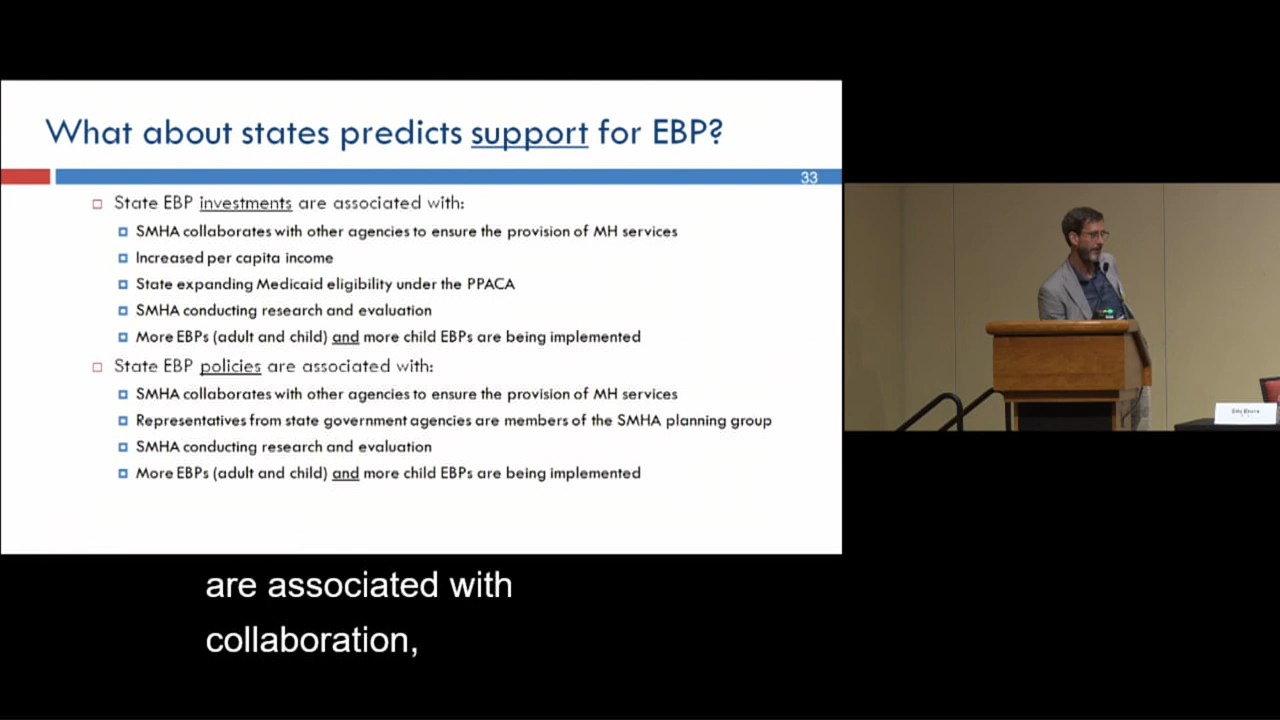 What about states predicts support for EBP?
33
State EBP investments are associated with:
SMHA collaborates with other agencies to ensure the provision of MH services
Increased per capita income
State expanding Medicaid eligibility under the PPACA
SMHA conducting research and evaluation
More EBPs (adult and child) and more child EBPs are being implemented
State EBP policies are associated with:
SMHA collaborates with other agencies to ensure the provision of MH services
Representatives from state government agencies are members of the SMHA planning group
SMHA conducting research and evaluation
More EBPs (adult and child) and more child EBPs are being implemented
are associated with
collaboration,